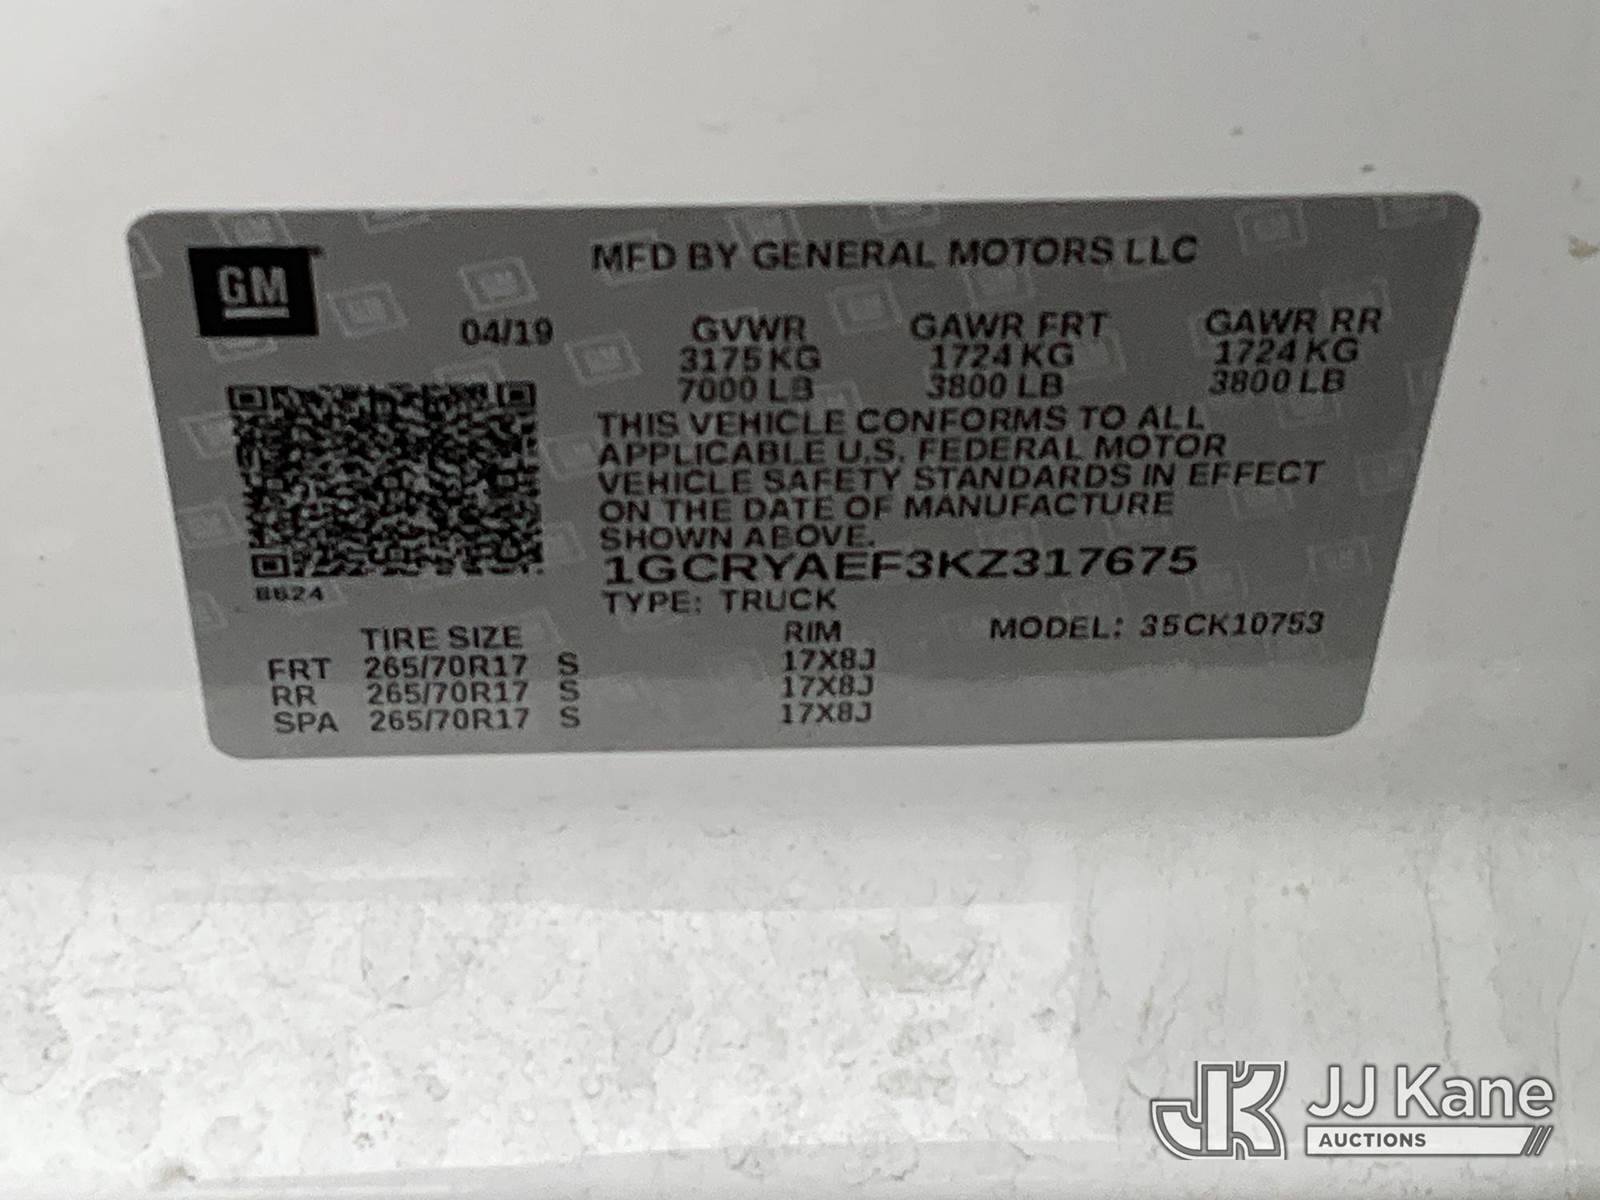 GM
MFD BY GENERAL MOTORS LLC
04/19 GVWR GAWR FRT GAWR RR
3175 KG 1724 KG 1724 KG
7000 LB 3800 LB 3800 LB
THIS VEHICLE CONFORMS TO ALL
APPLICABLE U.S. FEDERAL MOTOR
VEHICLE SAFETY STANDARDS IN EFFECT
ON THE DATE OF MANUFACTURE
SHOWN ABOVE.
1GCRYAEF3KZ317675
8624
TYPE: TRUCK
TIRE SIZE RIM MODEL: 35CK10753
FRT 265/70R17 S 17X8J
RR 265/70R17 S 17X8J
SPA 265/70R17 S 17X8J
JK JJ Kane
AUCTIONS